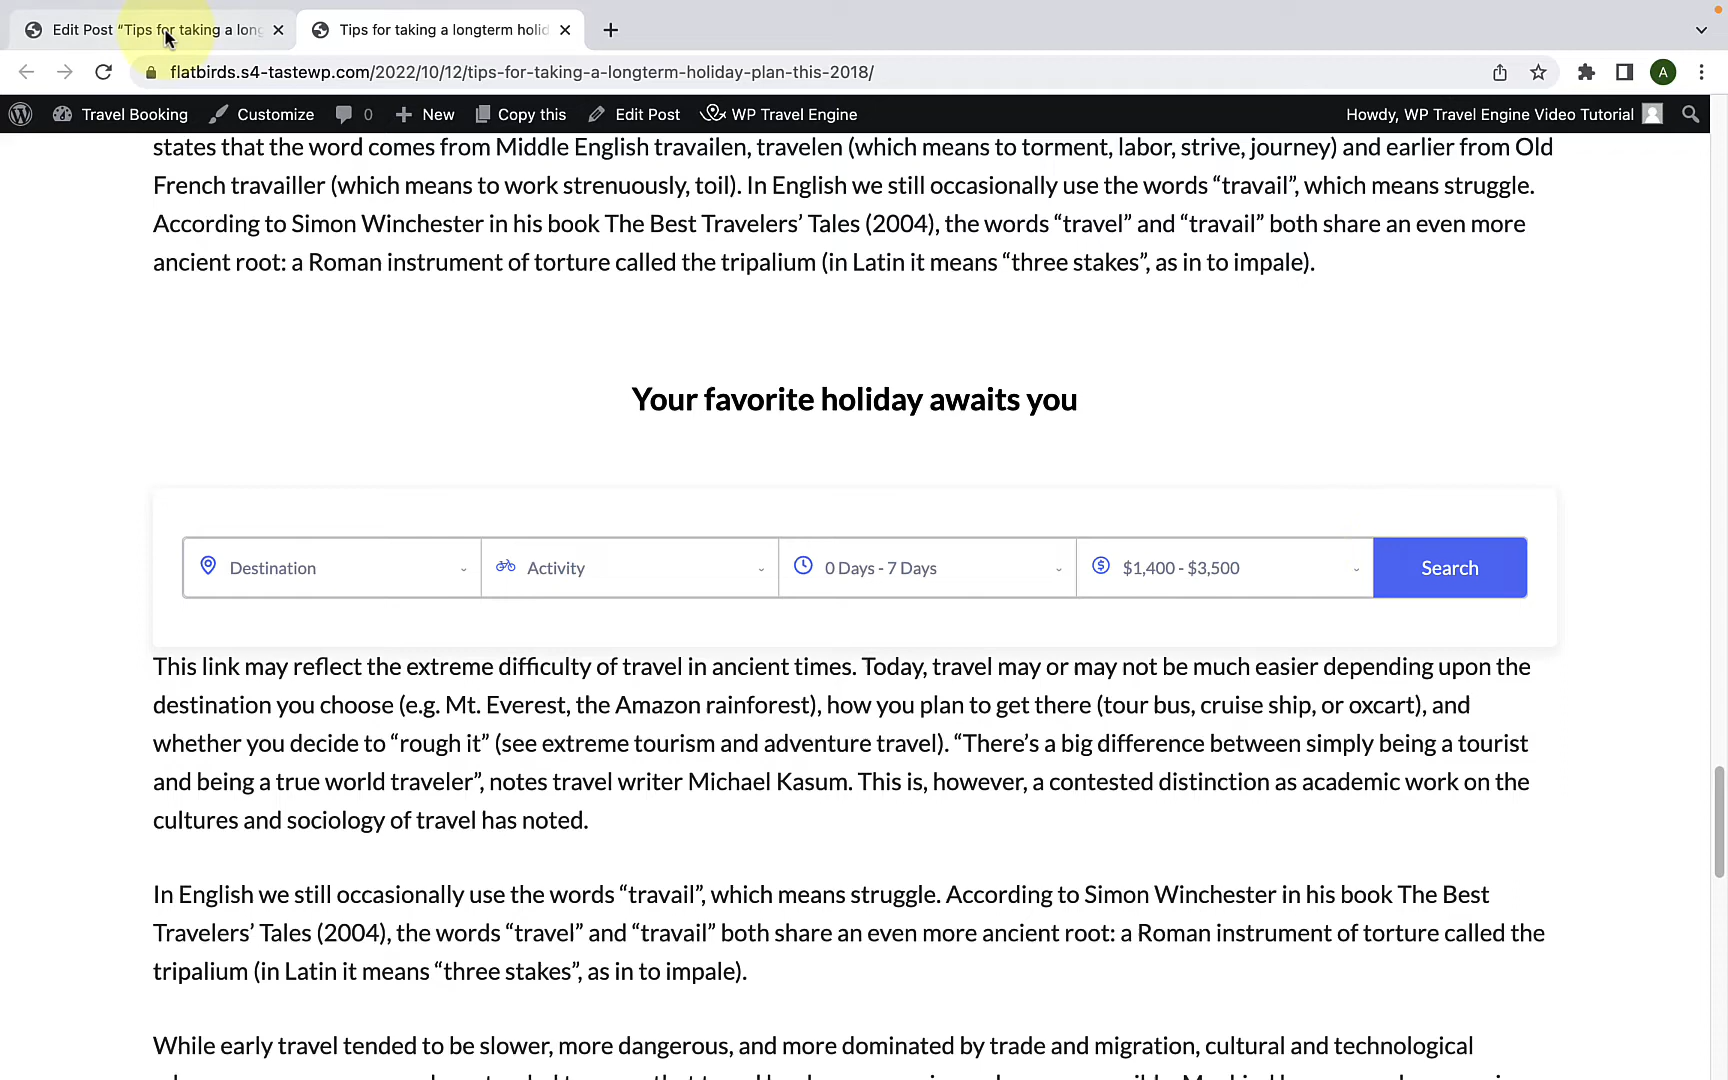 Edit Post “Tips for taking a long
Tips for taking a longterm holid
flatbirds.s4-tastewp.com/2022/10/12/tips-for-taking-a-longterm-holiday-plan-this-2018/
A
Travel Booking
Customize
0
New
Copy this
Edit Post
WP Travel Engine
Howdy, WP Travel Engine Video Tutorial
states that the word comes from Middle English travailen, travelen (which means to torment, labor, strive, journey) and earlier from Old
French travailler (which means to work strenuously, toil). In English we still occasionally use the words “travail”, which means struggle.
According to Simon Winchester in his book The Best Travelers’ Tales (2004), the words “travel” and “travail” both share an even more
ancient root: a Roman instrument of torture called the tripalium (in Latin it means “three stakes”, as in to impale).
Your favorite holiday awaits you
Destination
Activity
0 Days - 7 Days
$1,400 - $3,500
Search
This link may reflect the extreme difficulty of travel in ancient times. Today, travel may or may not be much easier depending upon the
destination you choose (e.g. Mt. Everest, the Amazon rainforest), how you plan to get there (tour bus, cruise ship, or oxcart), and
whether you decide to “rough it” (see extreme tourism and adventure travel). “There’s a big difference between simply being a tourist
and being a true world traveler”, notes travel writer Michael Kasum. This is, however, a contested distinction as academic work on the
cultures and sociology of travel has noted.
In English we still occasionally use the words “travail”, which means struggle. According to Simon Winchester in his book The Best
Travelers’ Tales (2004), the words “travel” and “travail” both share an even more ancient root: a Roman instrument of torture called the
tripalium (in Latin it means “three stakes”, as in to impale).
While early travel tended to be slower, more dangerous, and more dominated by trade and migration, cultural and technological